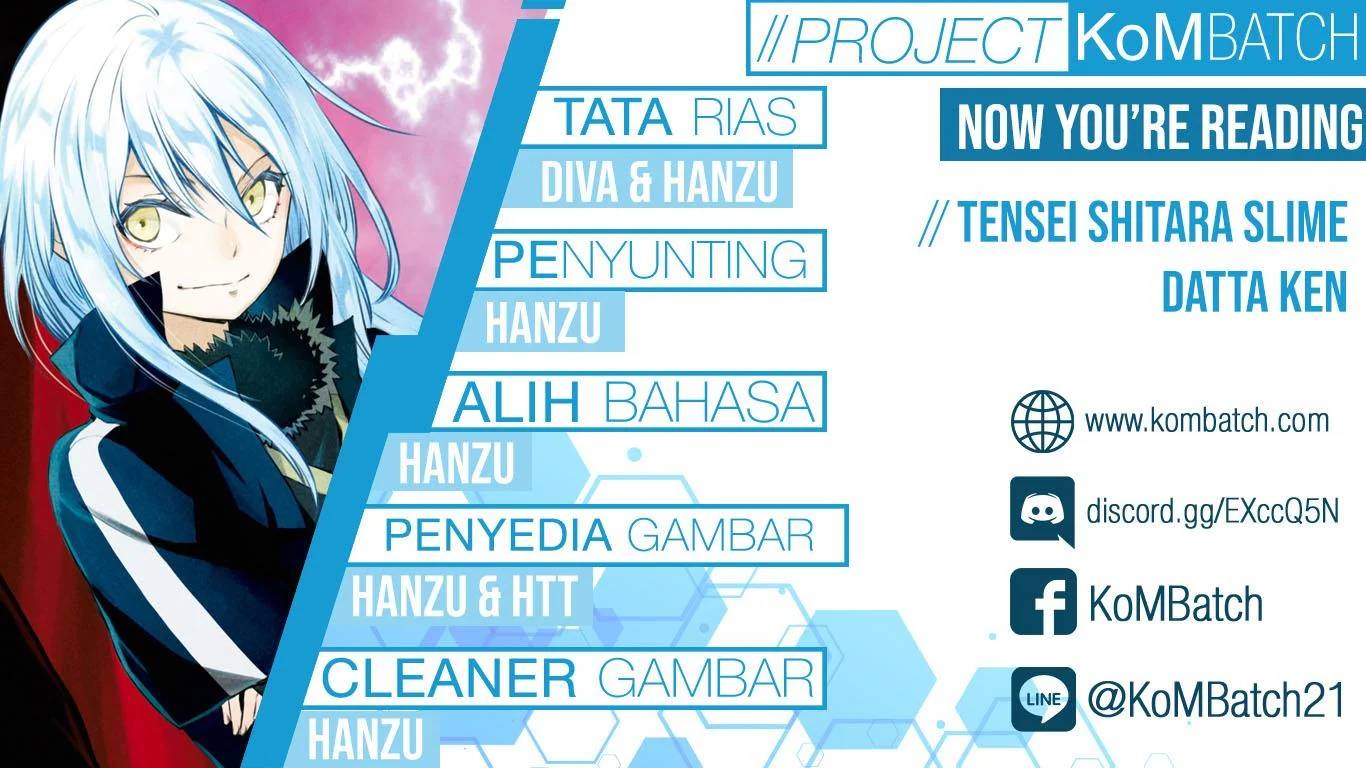 //PROJECT KoMBATCH
TATA RIAS
DIVA & HANZU
PENYUNTING
HANZU
ALIH BAHASA
HANZU
PENYEDIA GAMBAR
HANZU & HTT
CLEANER GAMBAR
HANZU
NOW YOU'RE READING
// TENSEI SHITARA SLIME
DATTA KEN
www.kombatch.com
discord.gg/EXccQ5N
KoMBatch
LINE @KoMBatch21